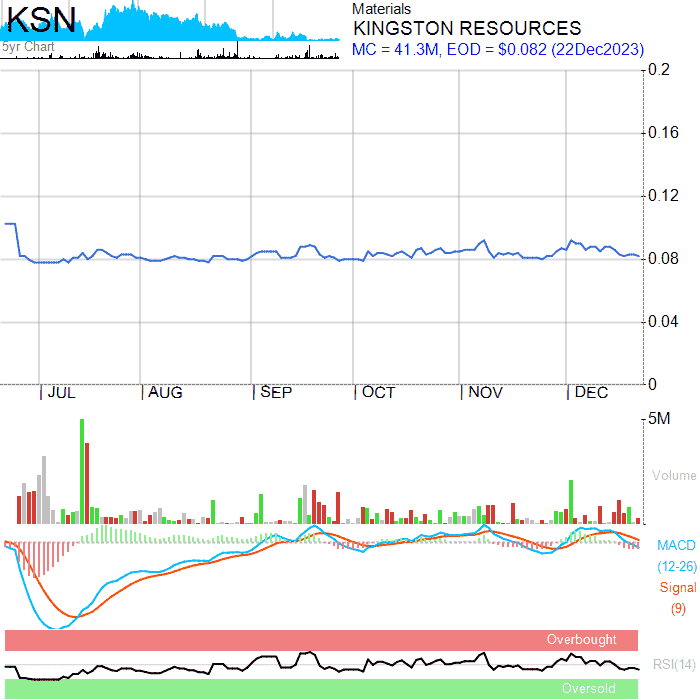 KSN
5yr Chart
Materials
KINGSTON RESOURCES
MC = 41.3M, EOD = $0.082 (22Dec2023)
0.2
0.16
0.12
0.08
0.04
0
JUL AUG SEP OCT NOV DEC
5M
Volume
MACD
(12-26)
Signal
(9)
Overbought
RSI(14)
Oversold